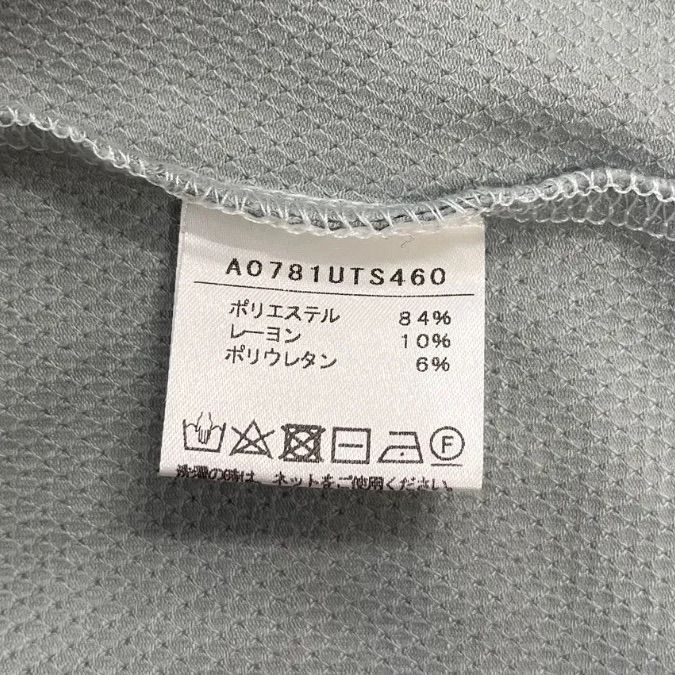 A0781UTS460
ポリエステル 84%
レーヨン 10%
ポリウレタン 6%
F
洗濯の時は、ネットをご使用ください。